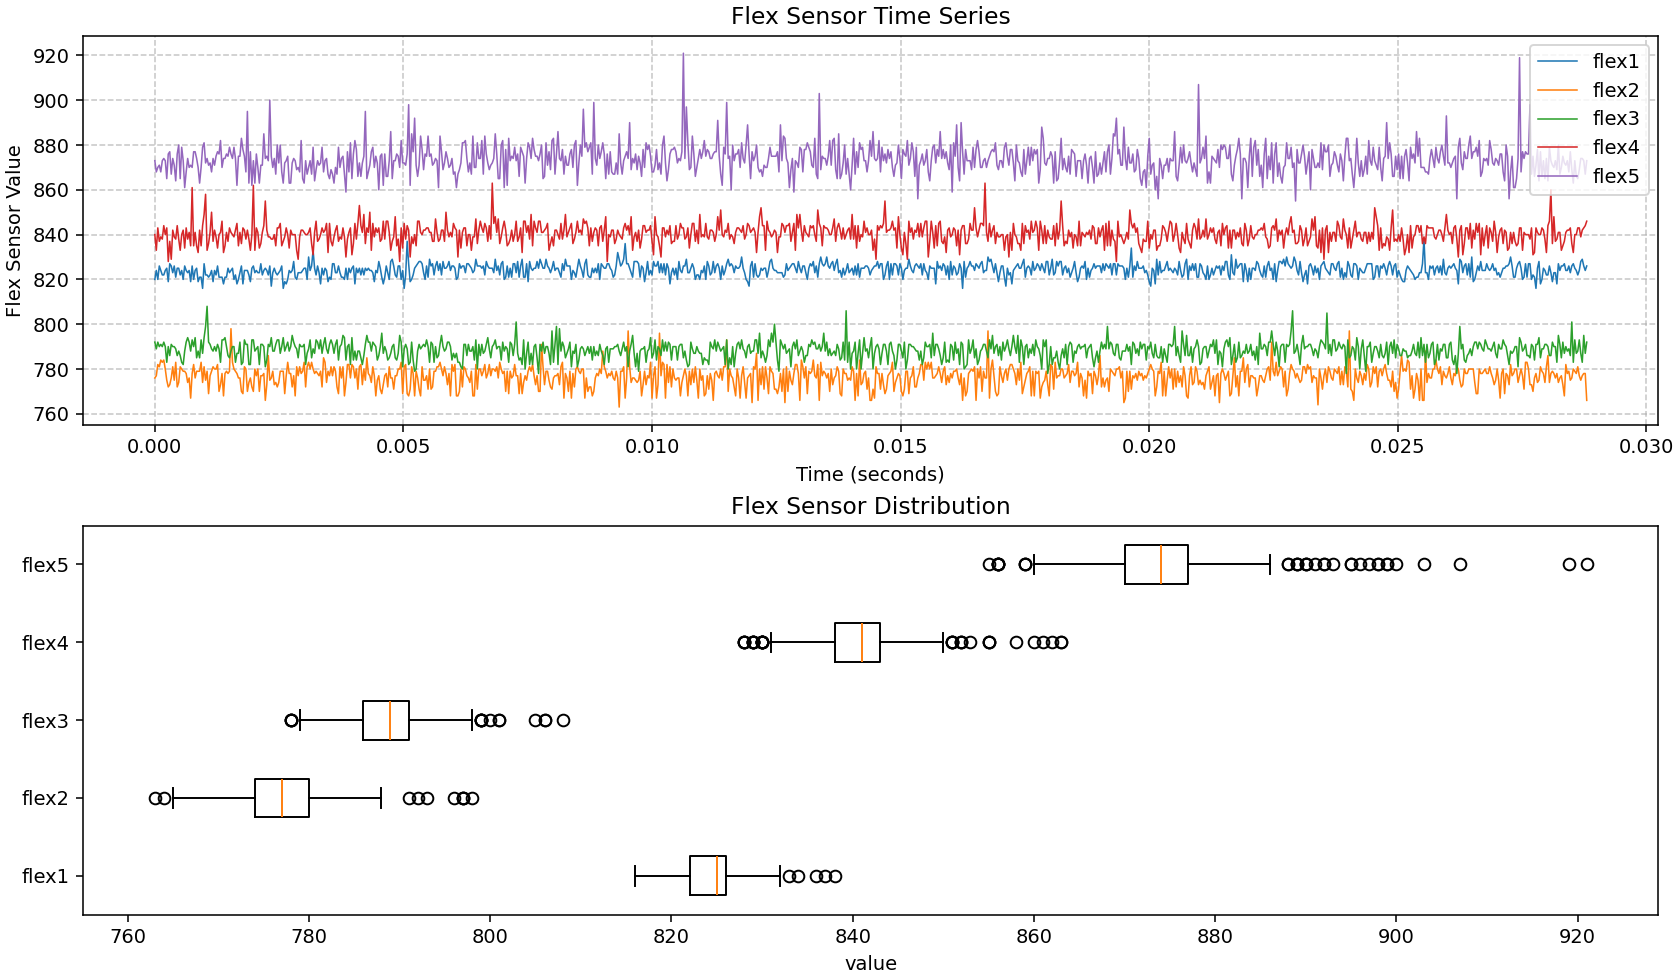 Flex Sensor Time Series
Flex Sensor Value
920
900
880
860
840
820
800
780
760
flex1
flex2
flex3
flex4
flex5
0.000 0.005 0.010 0.015 0.020 0.025 0.030
Time (seconds)
Flex Sensor Distribution
flex5
flex4
flex3
flex2
flex1
760 780 800 820 840 860 880 900 920
value